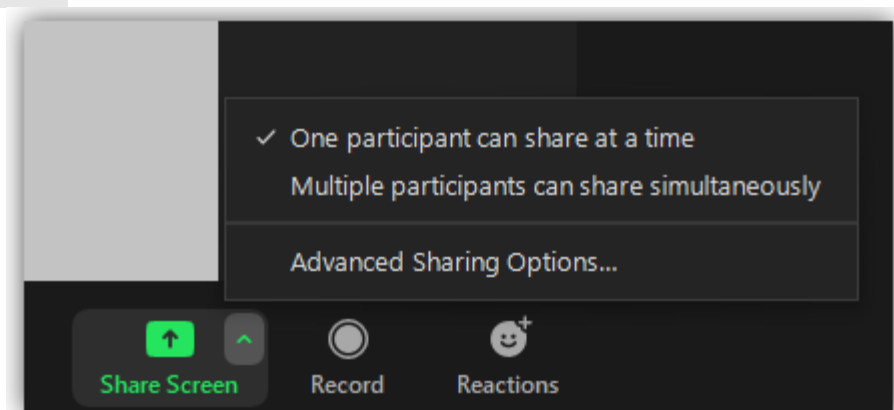 One participant can share at a time
Multiple participants can share simultaneously
Advanced Sharing Options...
Share Screen
Record
Reactions